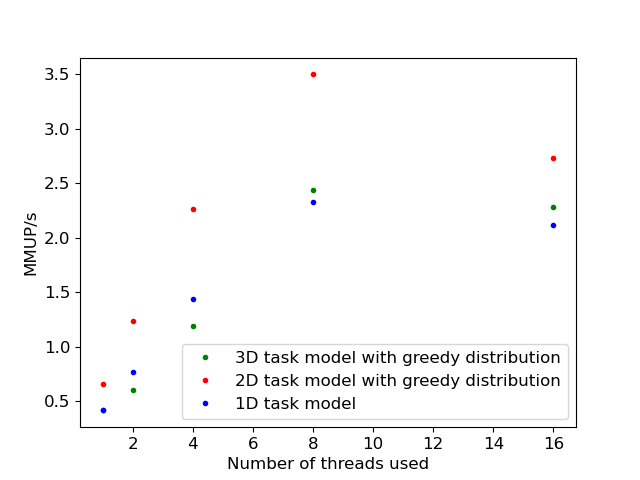 3.5
3.0
2.5
2.0
1.5
1.0
0.5
MMUP/s
3D task model with greedy distribution
2D task model with greedy distribution
1D task model
2 4 6 8 10 12 14 16
Number of threads used